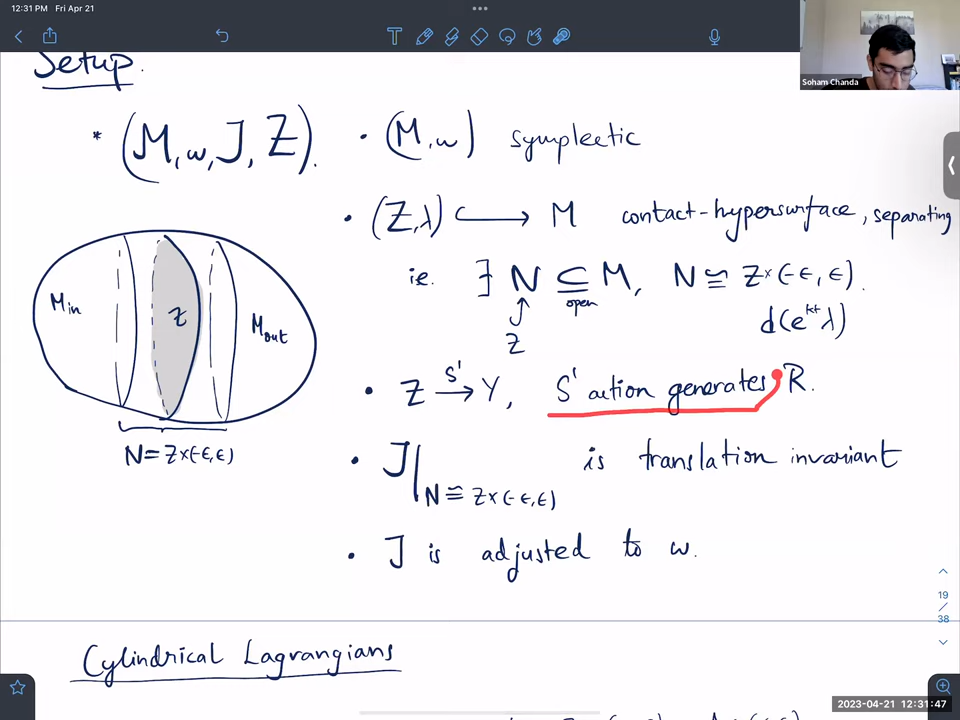 12:31 PM Fri Apr 21
Soham Chanda
Setup.
* (M, ω, J, Z).
• (M, ω) symplectic
• (Z, λ) ⟶ M contact-hypersurface, separating
i.e. ∃ N ⊆ M, N ≅ Z × (-ε, ε).
open
Z
d(e^{kt} λ)
M_in
Z
M_out
N = Z × (-ε, ε)
• Z —S¹→ Y, S¹ action generates R.
• J|_{N ≅ Z × (-ε, ε)} is translation invariant
• J is adjusted to ω.
19
/
38
Cylindrical Lagrangians
2023-04-21 12:31:47